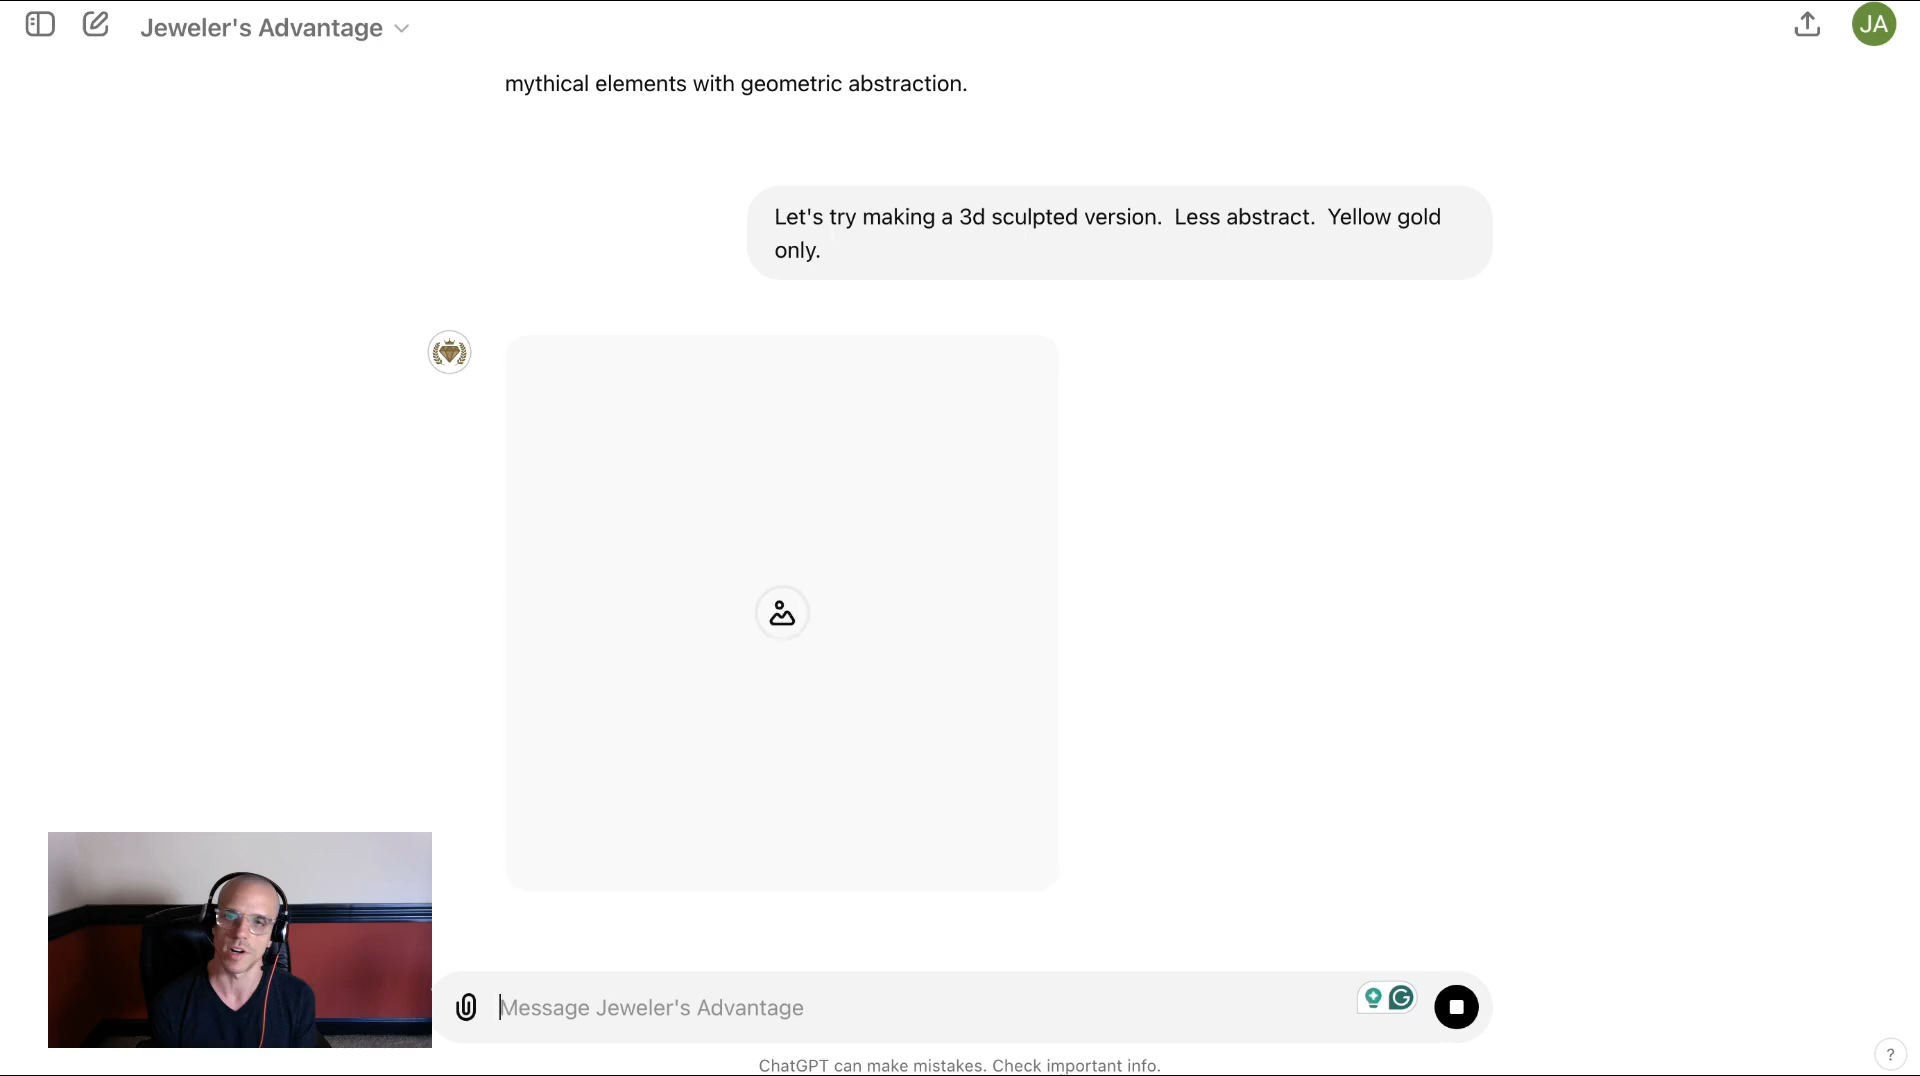 Jeweler's Advantage
JA
mythical elements with geometric abstraction.
Let's try making a 3d sculpted version.  Less abstract.  Yellow gold
only.
Message Jeweler's Advantage
ChatGPT can make mistakes. Check important info.
?